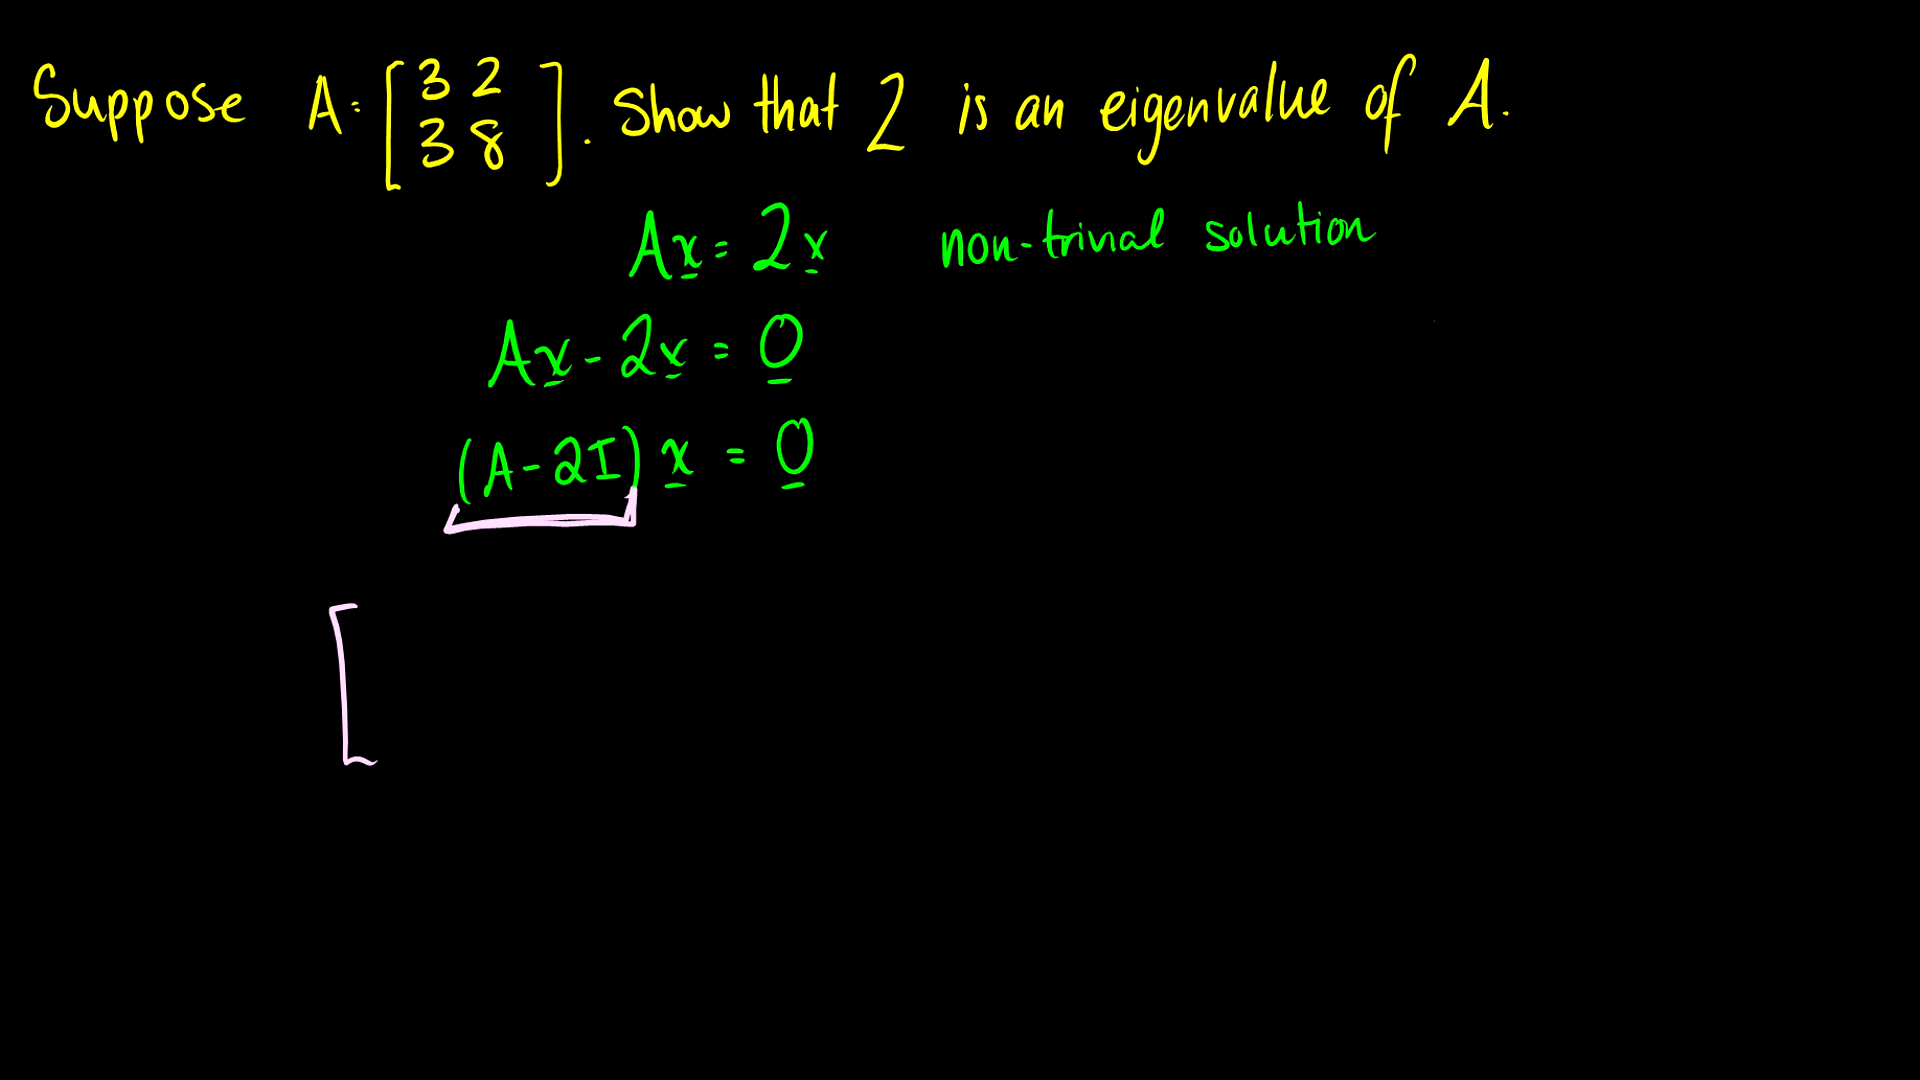 Suppose A = [3 2
3 8]. Show that 2 is an eigenvalue of A.
Ax = 2x non-trival solution
Ax - 2x = 0
(A - 2I) x = 0
[